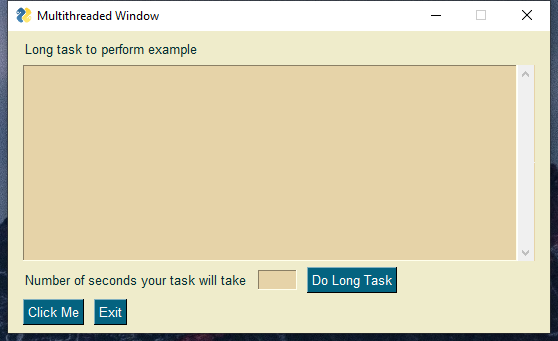 Multithreaded Window
Long task to perform example
Number of seconds your task will take Do Long Task
Click Me Exit